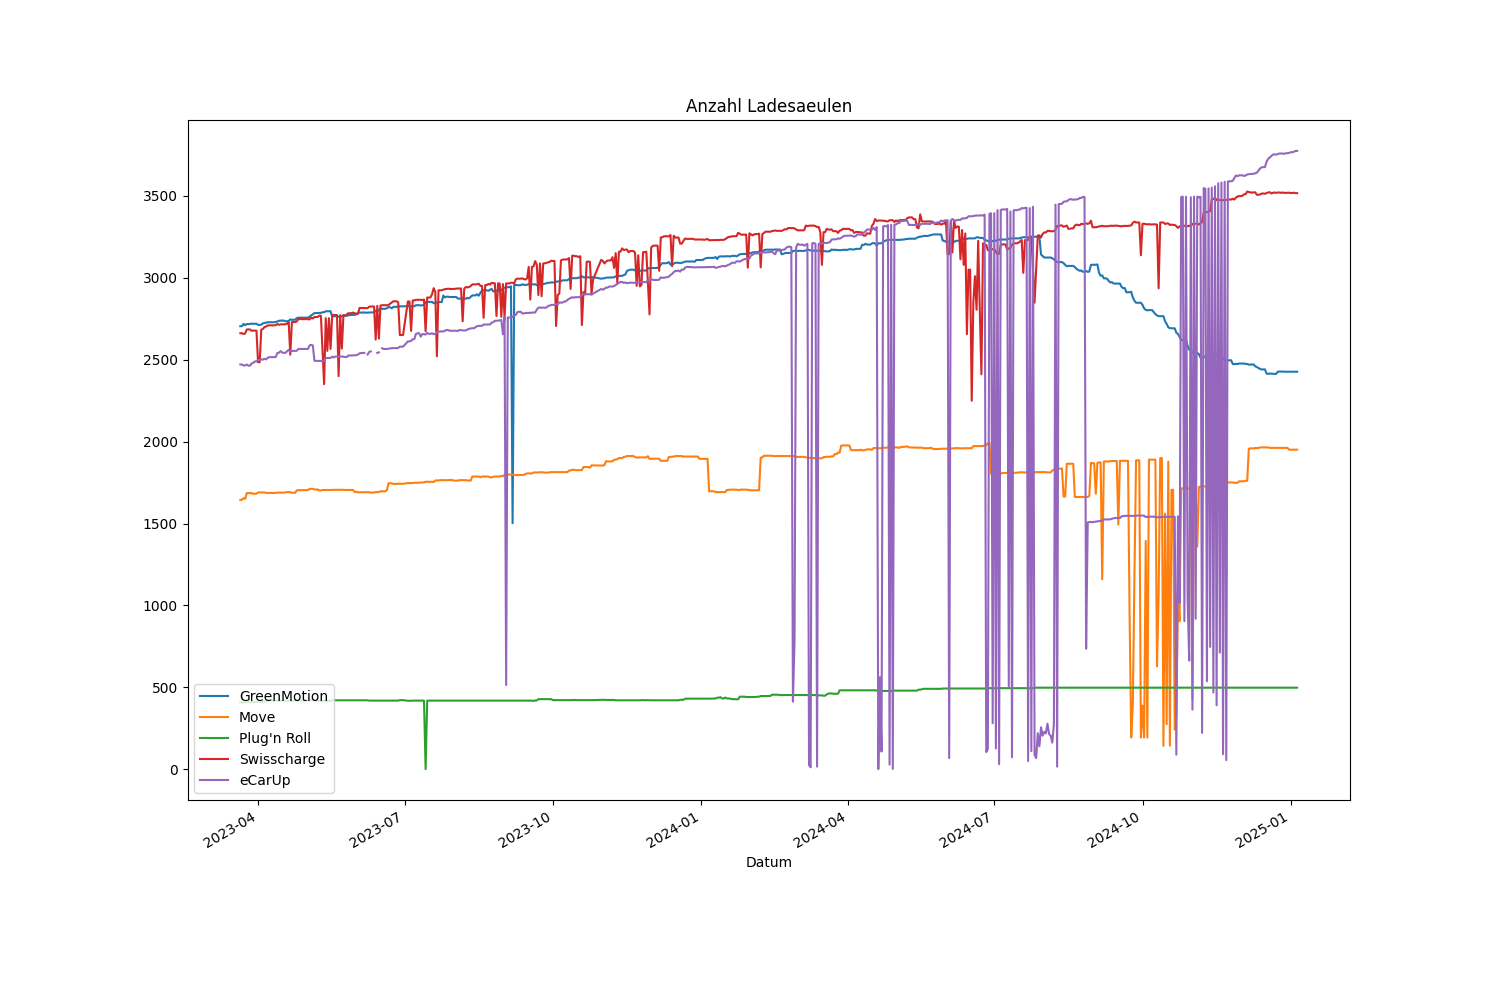 Anzahl Ladesaeulen
3500
3000
2500
2000
1500
1000
500
0
GreenMotion
Move
Plug'n Roll
Swisscharge
eCarUp
2023-04
2023-07
2023-10
2024-01
2024-04
2024-07
2024-10
2025-01
Datum